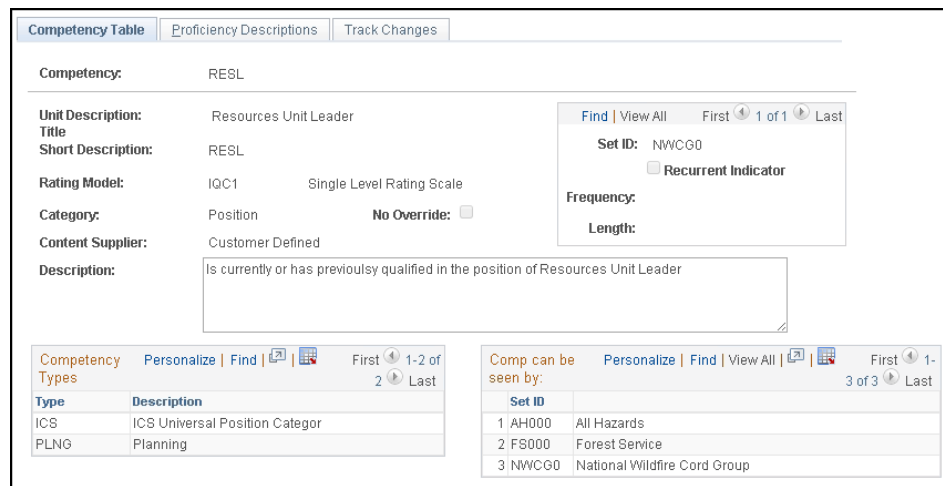 Competency Table
Proficiency Descriptions
Track Changes
Competency: RESL
Unit Description: Resources Unit Leader
Title
Short Description: RESL
Rating Model: IQC1 Single Level Rating Scale
Category: Position No Override:
Content Supplier: Customer Defined
Find | View All First 1 of 1 Last
Set ID: NWCG0
Recurrent Indicator
Frequency:
Length:
Description: Is currently or has previoulsy qualified in the position of Resources Unit Leader
Competency Types Personalize | Find | First 1-2 of 2 Last
Type Description
ICS ICS Universal Position Categor
PLNG Planning
Comp can be seen by: Personalize | Find | View All | First 1-3 of 3 Last
Set ID
1 AH000 All Hazards
2 FS000 Forest Service
3 NWCG0 National Wildfire Cord Group